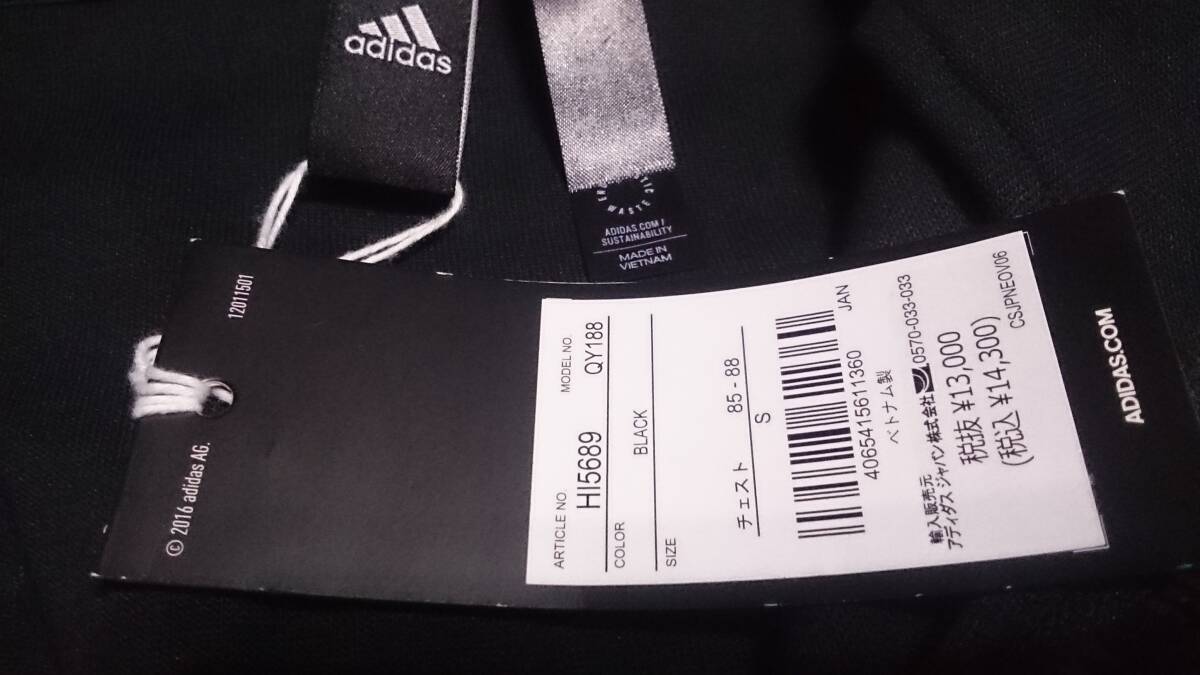 adidas
WASTE
ADIDAS.COM/
SUSTAINABILITY
MADE IN
VIETNAM
12011501
© 2016 adidas AG.
ARTICLE NO.
MODEL NO.
HI5689
QY188
COLOR
BLACK
SIZE
チェスト 85 - 88
S
4065415611360
JAN
ベトナム製
輸入販売元
アディダス ジャパン株式会社 0570-033-033
税抜 ¥13,000
(税込 ¥14,300)
CSJPNEOV06
ADIDAS.COM